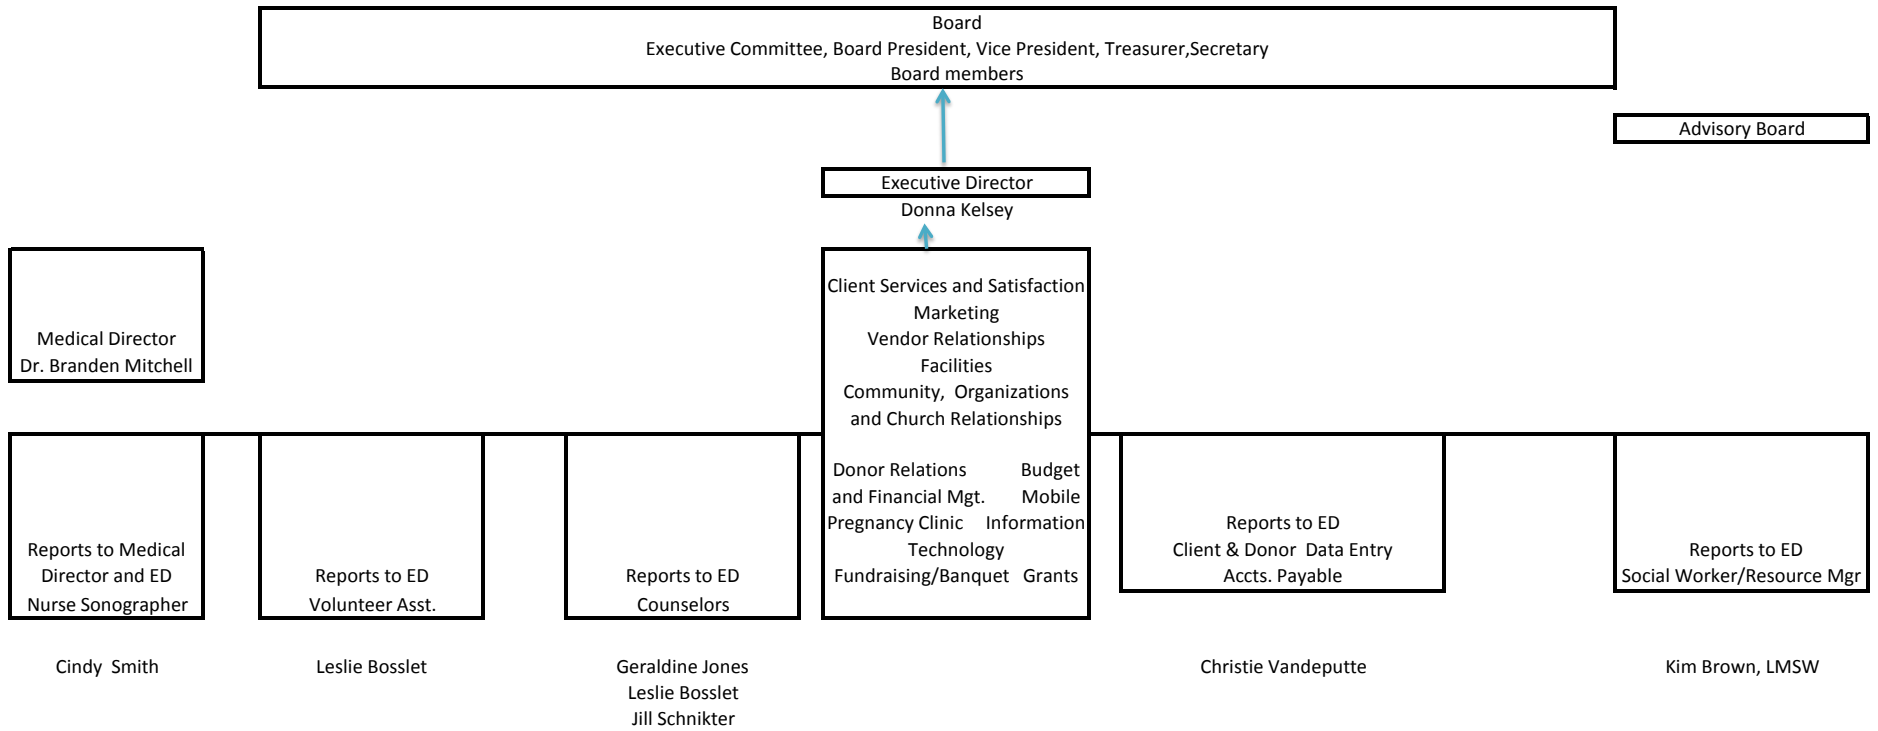 Board
Executive Committee, Board President, Vice President, Treasurer,Secretary
Board members
Advisory Board
Executive Director
Donna Kelsey
Medical Director
Dr. Branden Mitchell
Client Services and Satisfaction
Marketing
Vendor Relationships
Facilities
Community, Organizations
and Church Relationships
Donor Relations Budget
and Financial Mgt. Mobile
Pregnancy Clinic Information
Technology
Fundraising/Banquet Grants
Reports to Medical
Director and ED
Nurse Sonographer
Reports to ED
Volunteer Asst.
Reports to ED
Counselors
Reports to ED
Client & Donor Data Entry
Accts. Payable
Reports to ED
Social Worker/Resource Mgr
Cindy Smith
Leslie Bosslet
Geraldine Jones
Leslie Bosslet
Jill Schnikter
Christie Vandeputte
Kim Brown, LMSW